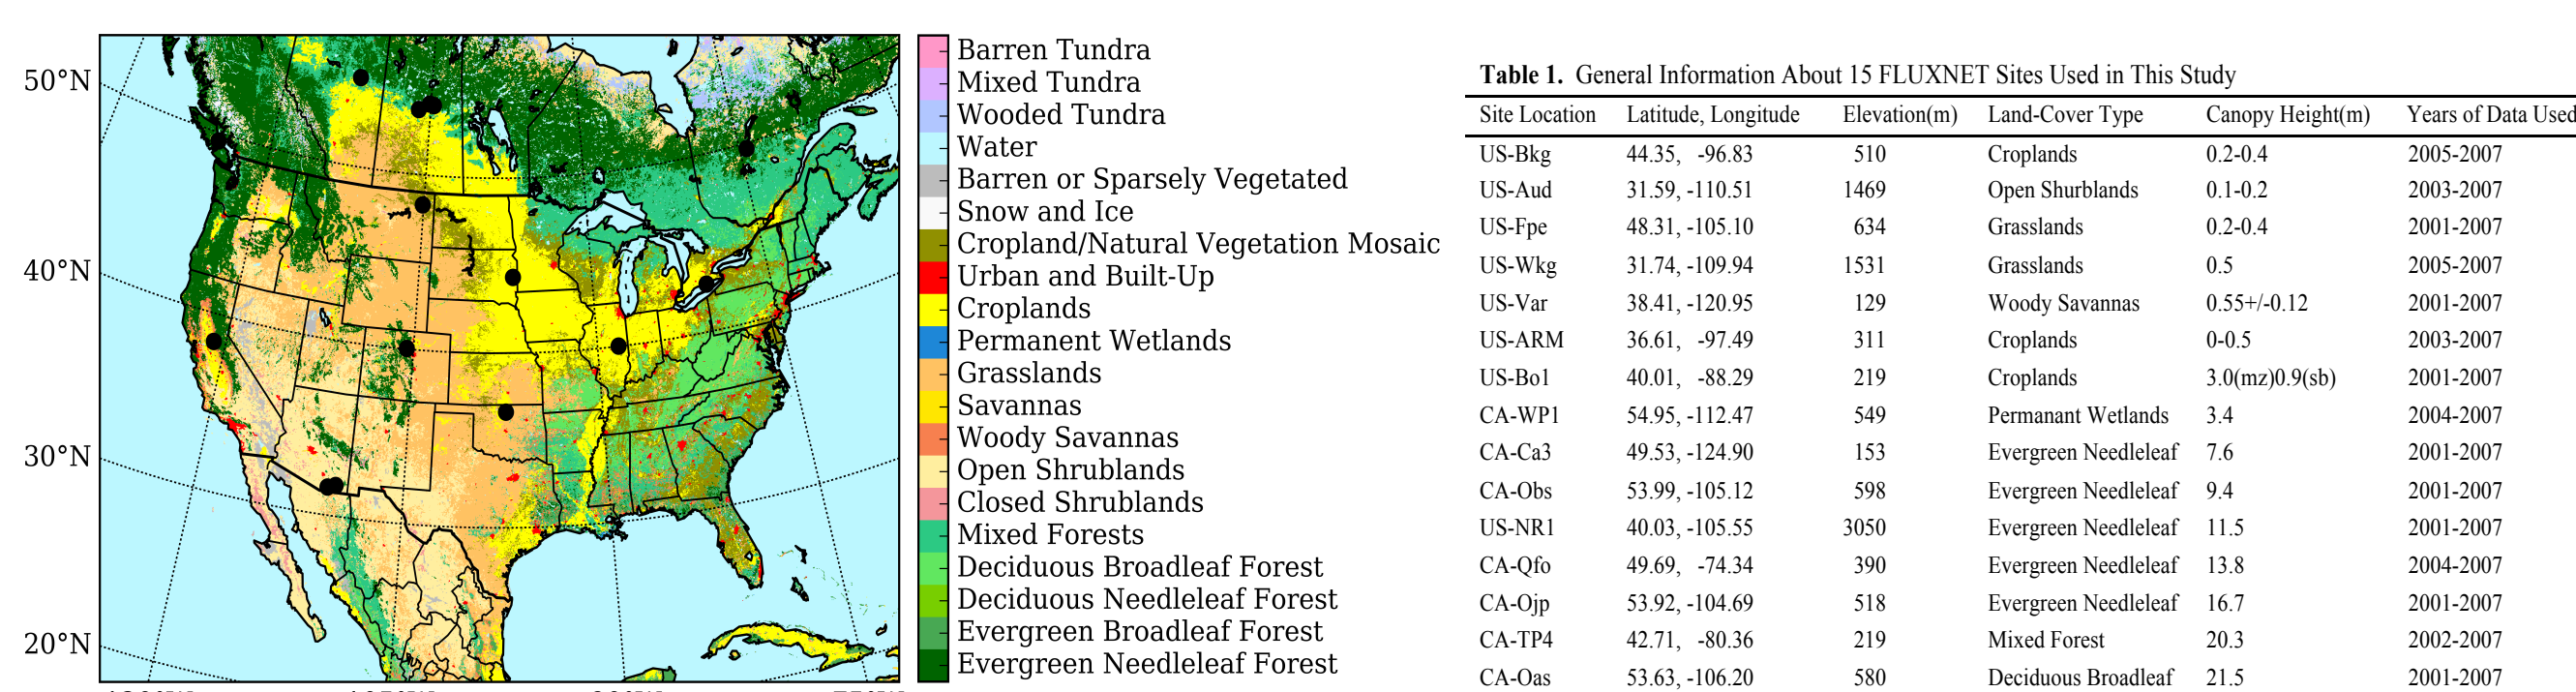 50°N
40°N
30°N
20°N
Barren Tundra
Mixed Tundra
Wooded Tundra
Water
Barren or Sparsely Vegetated
Snow and Ice
Cropland/Natural Vegetation Mosaic
Urban and Built-Up
Croplands
Permanent Wetlands
Grasslands
Savannas
Woody Savannas
Open Shrublands
Closed Shrublands
Mixed Forests
Deciduous Broadleaf Forest
Deciduous Needleleaf Forest
Evergreen Broadleaf Forest
Evergreen Needleleaf Forest
Table 1. General Information About 15 FLUXNET Sites Used in This Study
Site Location Latitude, Longitude Elevation(m) Land-Cover Type Canopy Height(m) Years of Data Used
US-Bkg 44.35, -96.83 510 Croplands 0.2-0.4 2005-2007
US-Aud 31.59, -110.51 1469 Open Shurblands 0.1-0.2 2003-2007
US-Fpe 48.31, -105.10 634 Grasslands 0.2-0.4 2001-2007
US-Wkg 31.74, -109.94 1531 Grasslands 0.5 2005-2007
US-Var 38.41, -120.95 129 Woody Savannas 0.55+/-0.12 2001-2007
US-ARM 36.61, -97.49 311 Croplands 0-0.5 2003-2007
US-Bo1 40.01, -88.29 219 Croplands 3.0(mz)0.9(sb) 2001-2007
CA-WP1 54.95, -112.47 549 Permanant Wetlands 3.4 2004-2007
CA-Ca3 49.53, -124.90 153 Evergreen Needleleaf 7.6 2001-2007
CA-Obs 53.99, -105.12 598 Evergreen Needleleaf 9.4 2001-2007
US-NR1 40.03, -105.55 3050 Evergreen Needleleaf 11.5 2001-2007
CA-Qfo 49.69, -74.34 390 Evergreen Needleleaf 13.8 2004-2007
CA-Ojp 53.92, -104.69 518 Evergreen Needleleaf 16.7 2001-2007
CA-TP4 42.71, -80.36 219 Mixed Forest 20.3 2002-2007
CA-Oas 53.63, -106.20 580 Deciduous Broadleaf 21.5 2001-2007